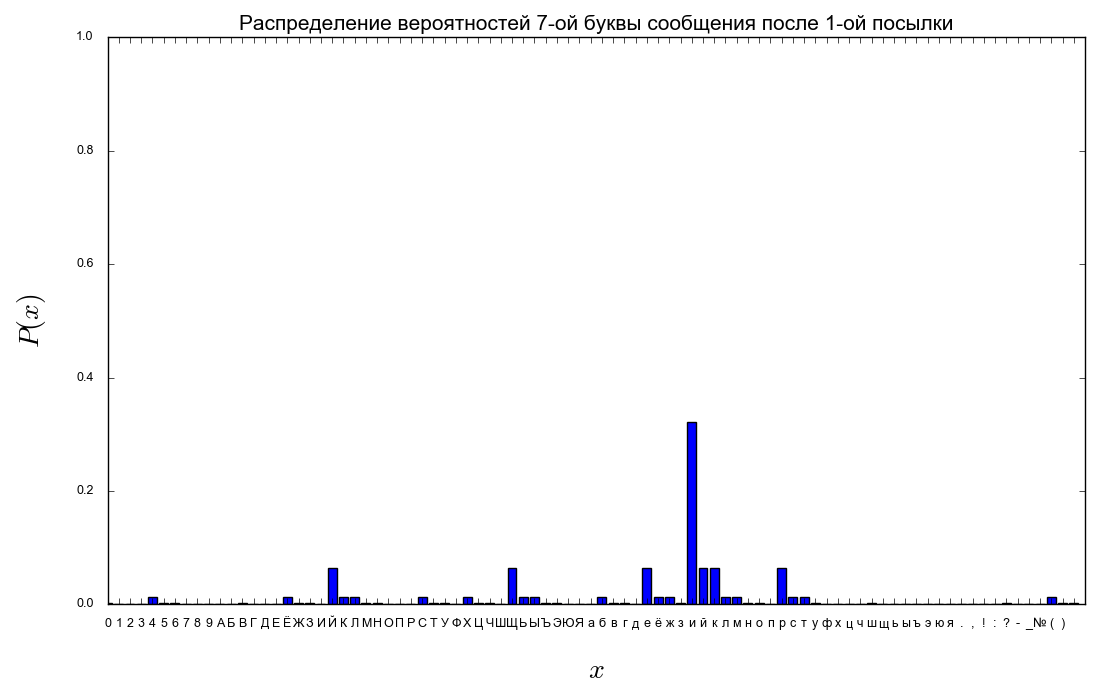 Распределение вероятностей 7-ой буквы сообщения после 1-ой посылки
1.0
0.8
0.6
0.4
0.2
0.0
P(x)
0 1 2 3 4 5 6 7 8 9 А Б В Г Д Е Ё Ж З И Й К Л М Н О П Р С Т У Ф Х Ц Ч Ш Щ Ь Ы Ъ Э Ю Я а б в г д е ё ж з и й к л м н о п р с т у ф х ц ч ш щ ь ы ъ э ю я . , ! : ? - _ № ( )
x